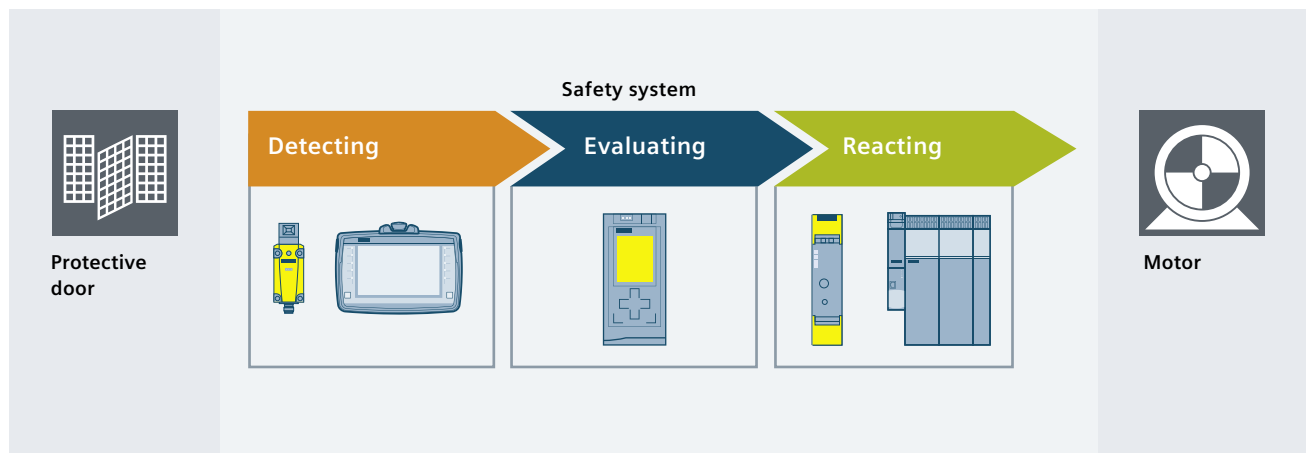 Safety system
Detecting
Evaluating
Reacting
Protective
door
Motor